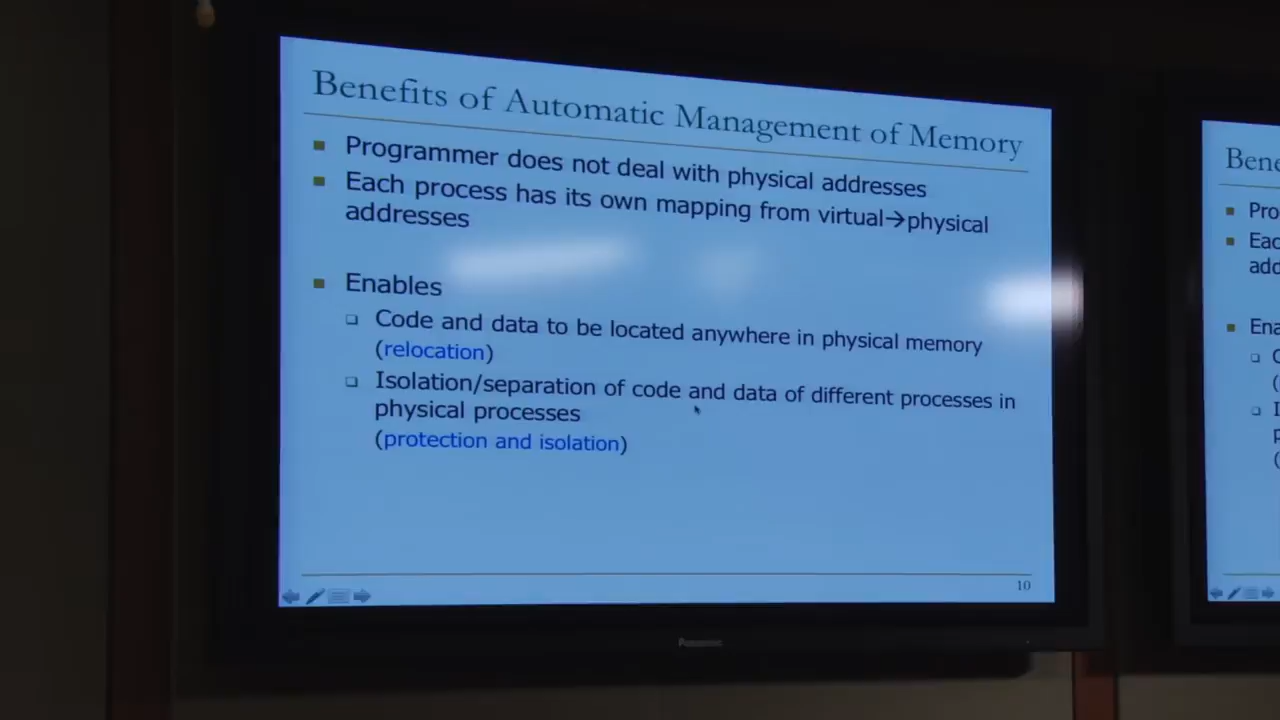 Benefits of Automatic Management of Memory
Programmer does not deal with physical addresses
Each process has its own mapping from virtual→physical
addresses
Enables
Code and data to be located anywhere in physical memory
(relocation)
Isolation/separation of code and data of different processes in
physical processes
(protection and isolation)
10
Panasonic
Bene
Pro
Eac
add
Ena